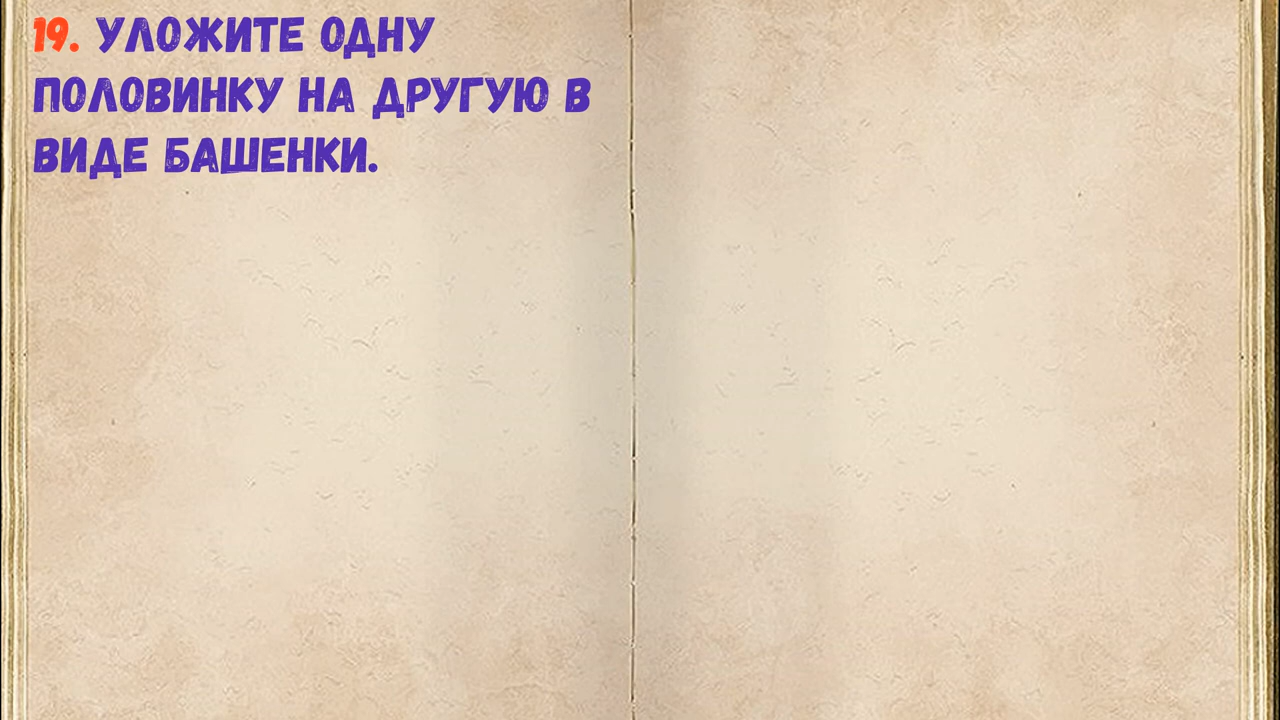 19. УЛОЖИТЕ ОДНУ
ПОЛОВИНКУ НА ДРУГУЮ В
ВИДЕ БАШЕНКИ.